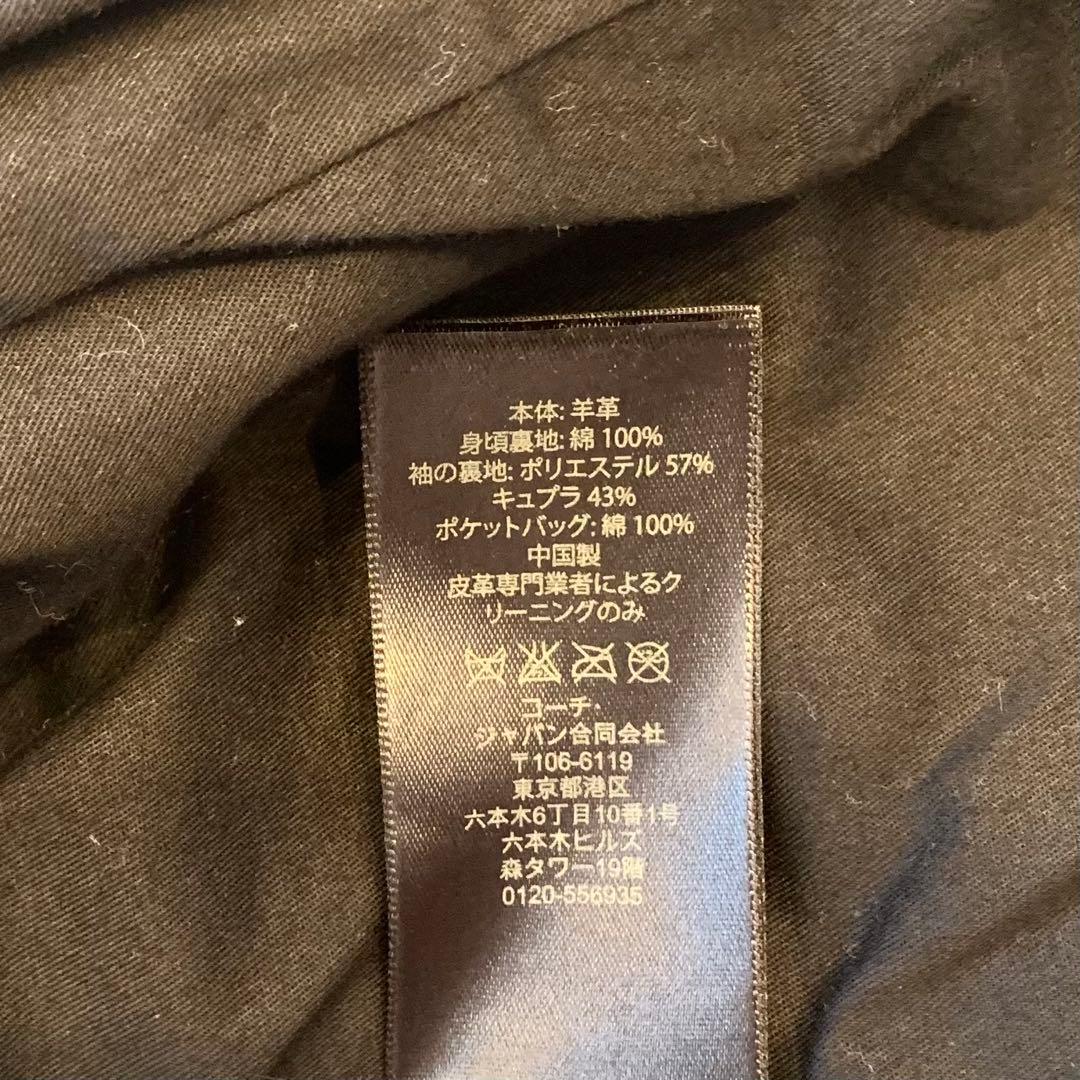 本体: 羊革
身頃裏地: 綿 100%
袖の裏地: ポリエステル 57%
キュプラ 43%
ポケットバッグ: 綿 100%
中国製
皮革専門業者によるク
リーニングのみ
コーチ・
ジャパン合同会社
〒106-6119
東京都港区
六本木6丁目10番1号
六本木ヒルズ
森タワー19階
0120-556935